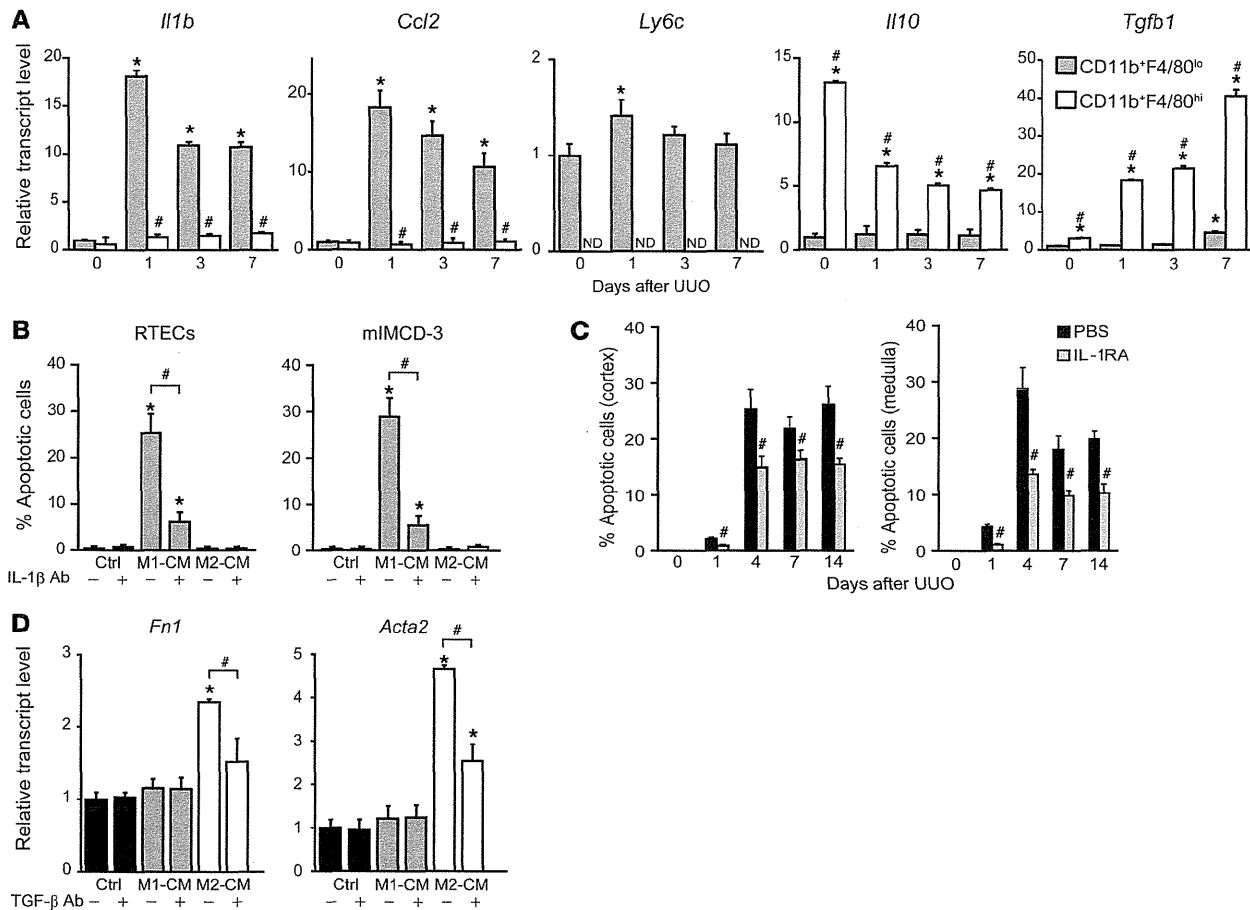 A
Il1b
Ccl2
Ly6c
Il10
Tgfb1
Relative transcript level
20
15
10
5
0
*
*
*
#
#
#
0 1 3 7
20
10
0
*
*
*
#
#
#
0 1 3 7
2
1
0
*
ND ND ND ND
0 1 3 7
15
10
5
0
#
*
#
*
#
*
#
*
0 1 3 7
50
40
30
20
10
0
CD11b+F4/80lo
CD11b+F4/80hi
#
*
#
*
#
*
*
#
*
0 1 3 7
Days after UUO
B
RTECs
mIMCD-3
% Apoptotic cells
40
30
20
10
0
#
*
*
Ctrl M1-CM M2-CM
40
30
20
10
0
#
*
*
Ctrl M1-CM M2-CM
IL-1β Ab − + − + − + − + − + − +
C
% Apoptotic cells (cortex)
40
30
20
10
0
#
#
#
#
0 1 4 7 14
% Apoptotic cells (medulla)
40
30
20
10
0
PBS
IL-1RA
#
#
#
#
0 1 4 7 14
Days after UUO
D
Fn1
Acta2
Relative transcript level
3
2
1
0
#
*
Ctrl M1-CM M2-CM
5
4
3
2
1
0
#
*
*
Ctrl M1-CM M2-CM
TGF-β Ab − + − + − + − + − + − +